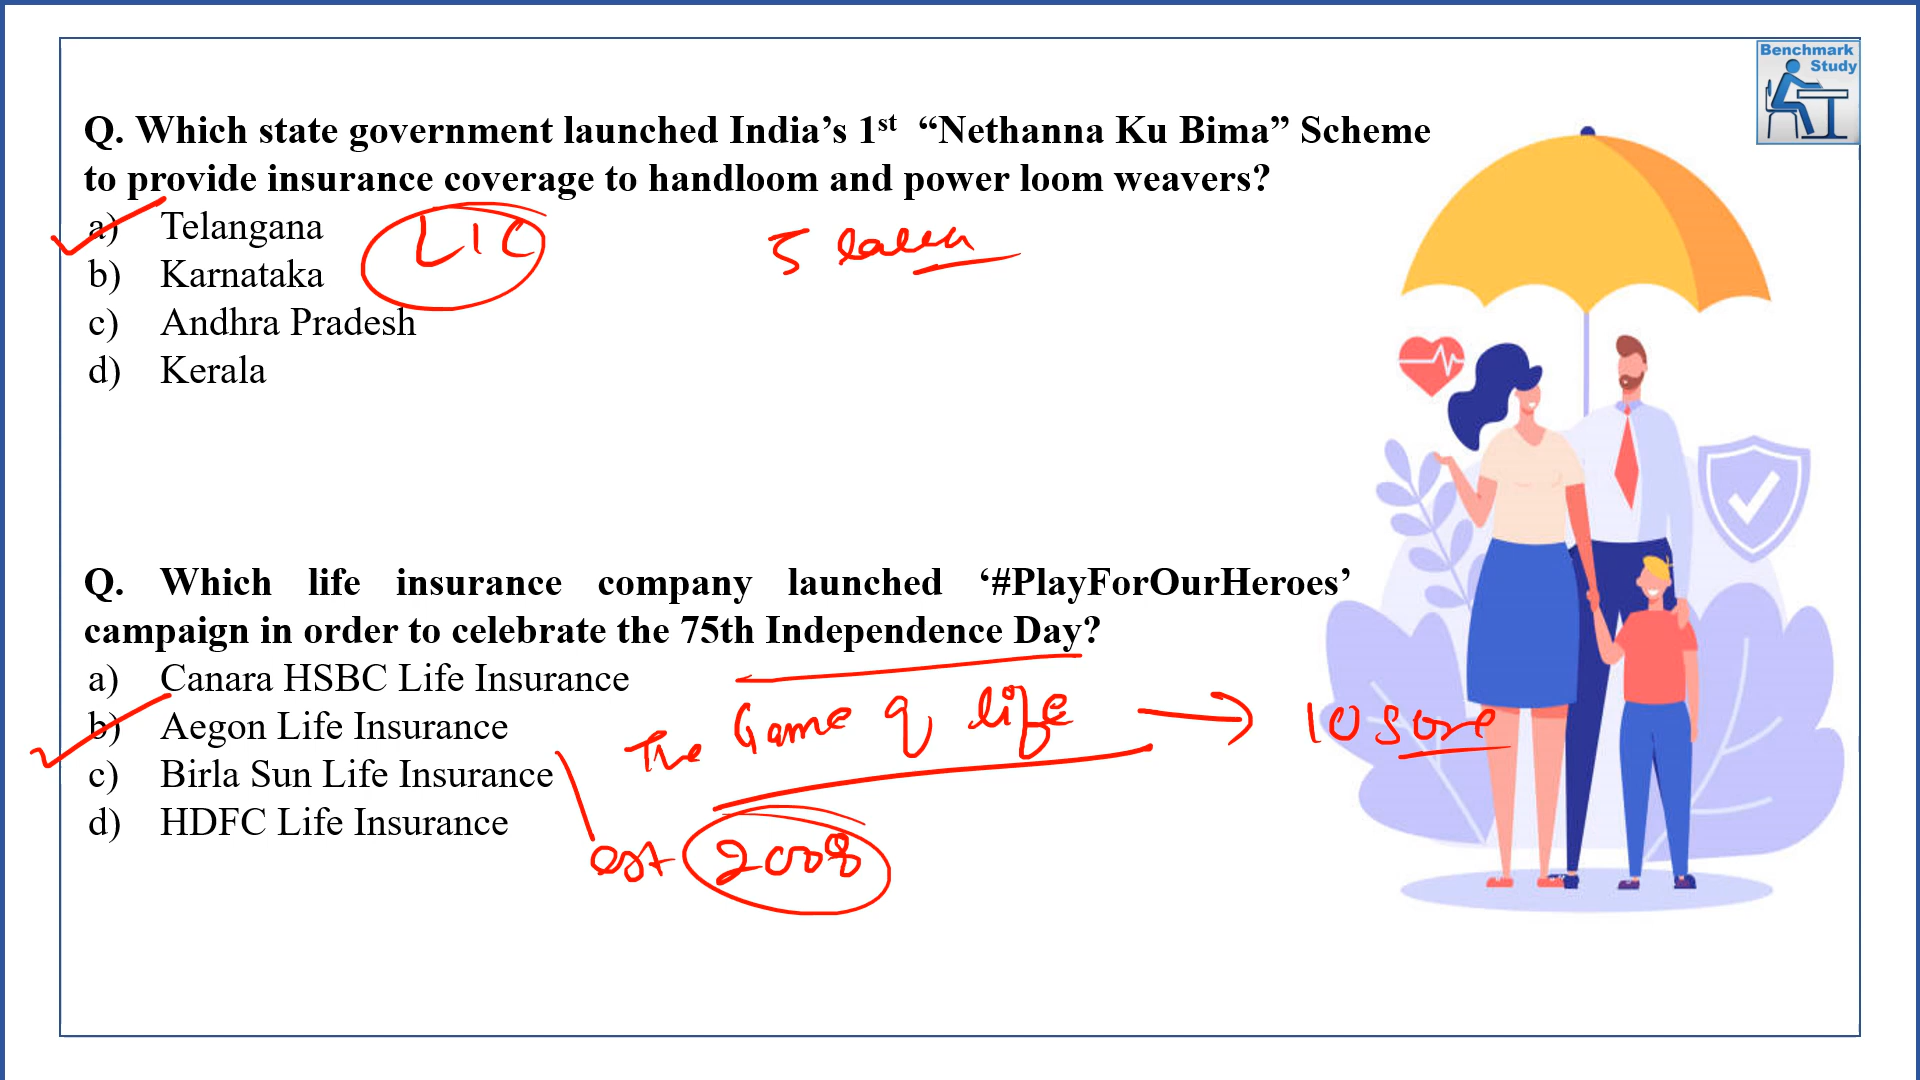 Benchmark
Study
Q. Which state government launched India’s 1st “Nethanna Ku Bima” Scheme
to provide insurance coverage to handloom and power loom weavers?
a) Telangana
LIC
5
b) Karnataka
c) Andhra Pradesh
d) Kerala
Q. Which life insurance company launched ‘#PlayForOurHeroes’
campaign in order to celebrate the 75th Independence Day?
a) Canara HSBC Life Insurance
b) Aegon Life Insurance
The Game of life → 10
c) Birla Sun Life Insurance
d) HDFC Life Insurance
est 2008